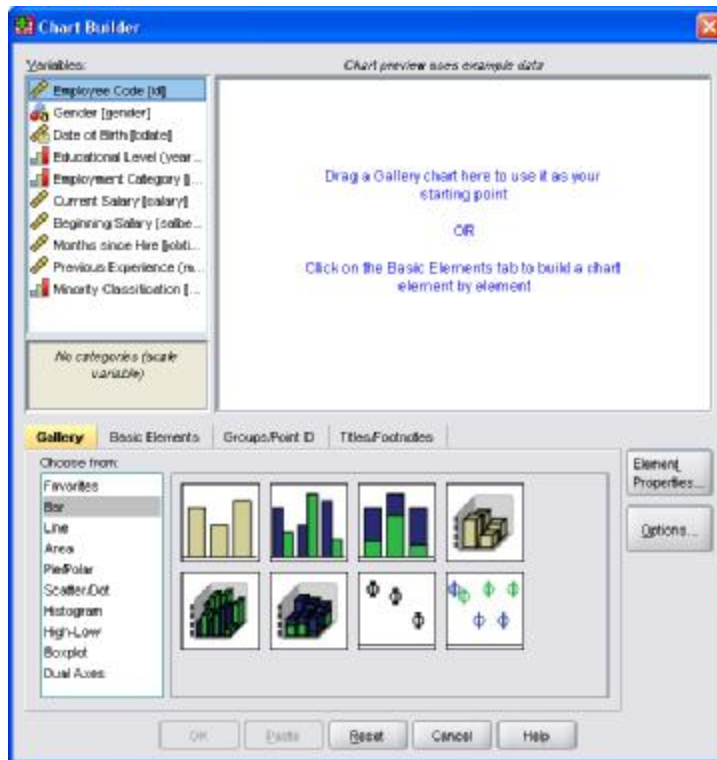 Chart Builder
Variables:
Chart preview uses example data
Employee Code [id]
Gender [gender]
Date of Birth [bdate]
Educational Level (year...
Employment Category [...
Current Salary [salary]
Beginning Salary [salbe...
Months since Hire [jobti...
Previous Experience (m...
Minority Classification [...
Drag a Gallery chart here to use it as your
starting point
OR
Click on the Basic Elements tab to build a chart
element by element
No categories (scale
variable)
Gallery
Basic Elements
Groups/Point ID
Titles/Footnotes
Choose from:
Favorites
Bar
Line
Area
Pie/Polar
Scatter/Dot
Histogram
High-Low
Boxplot
Dual Axes
Element
Properties...
Options...
OK
Paste
Reset
Cancel
Help